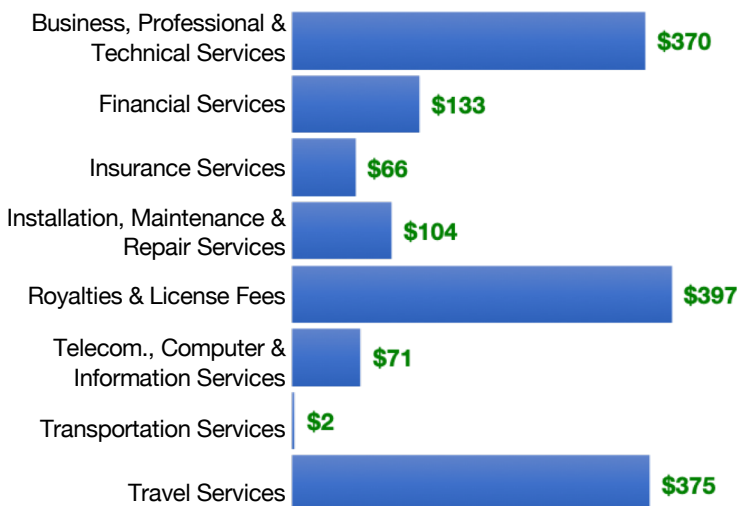 Business, Professional &
Technical Services
$370
Financial Services
$133
Insurance Services
$66
Installation, Maintenance &
Repair Services
$104
Royalties & License Fees
$397
Telecom., Computer &
Information Services
$71
Transportation Services
$2
Travel Services
$375